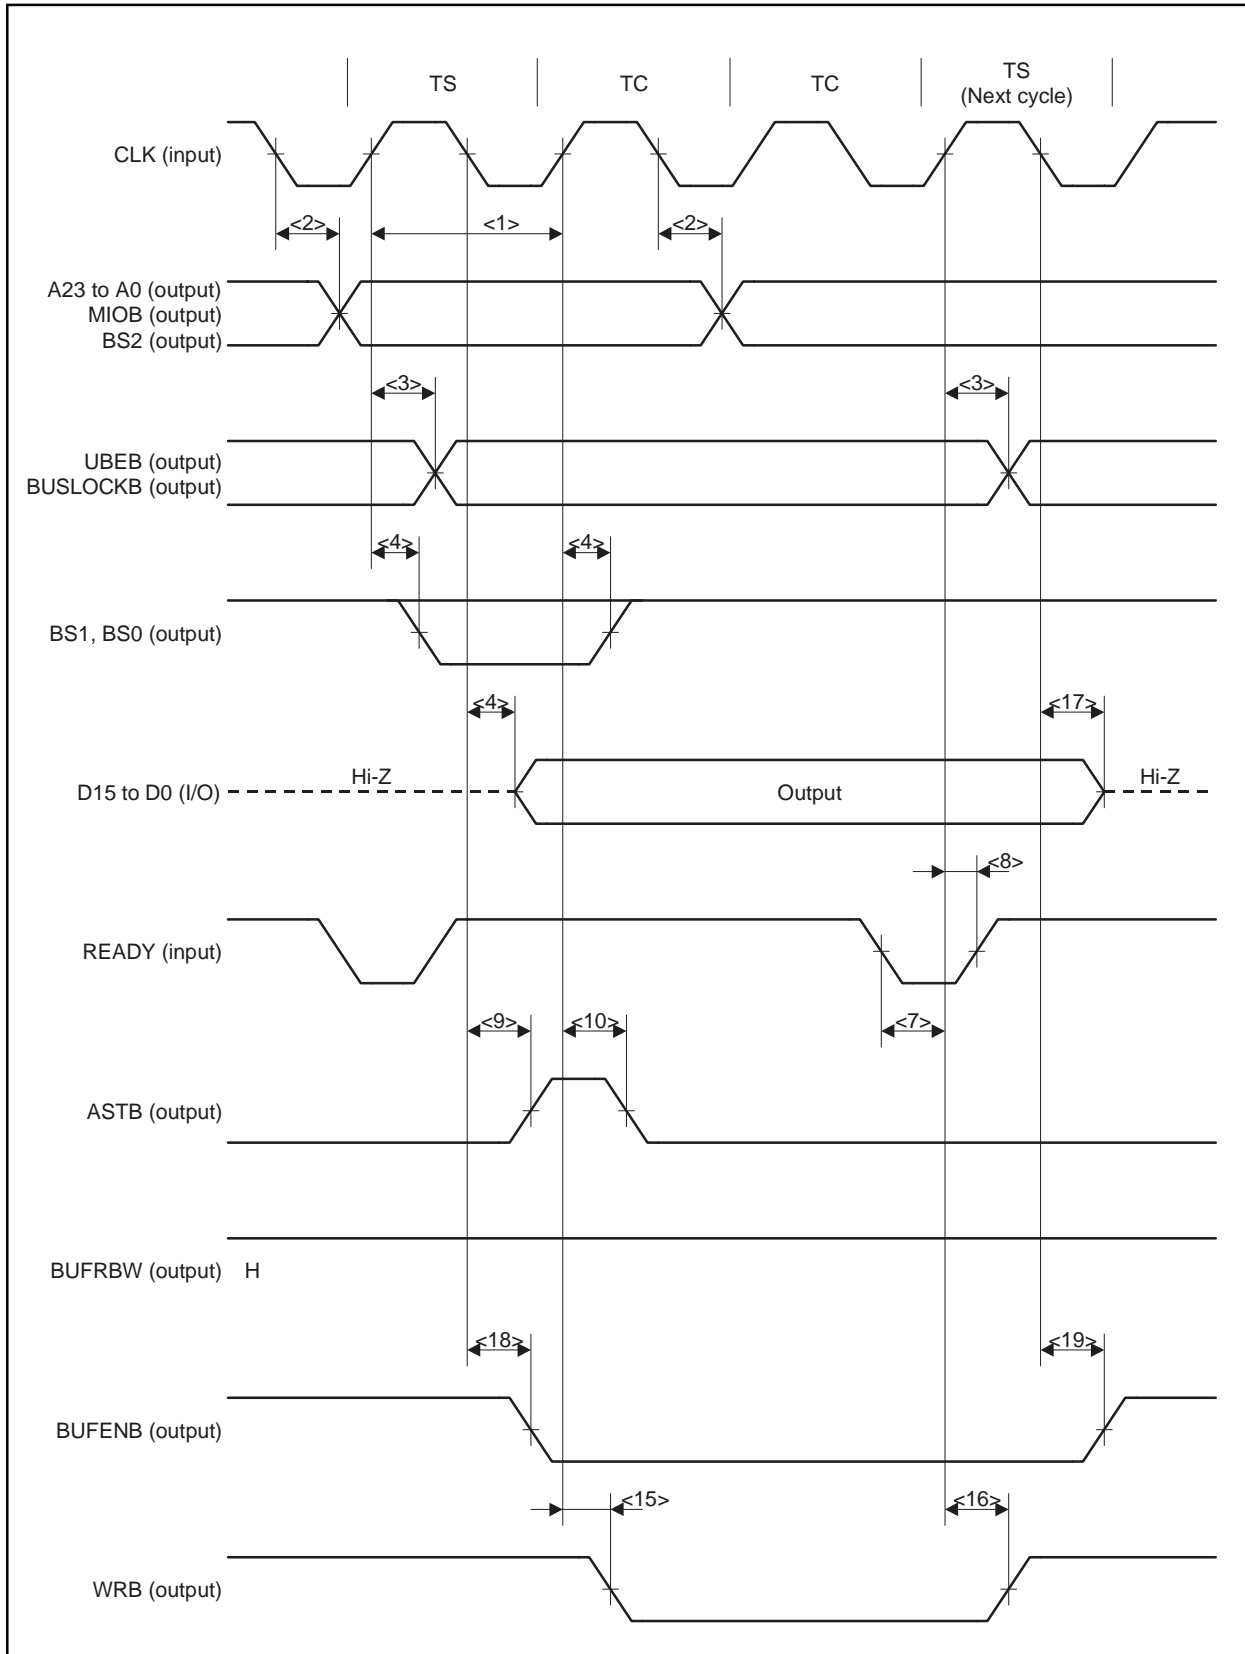 TS
TC
TC
TS
(Next cycle)
CLK (input)
<2>
<1>
<2>
A23 to A0 (output)
MIOB (output)
BS2 (output)
<3>
<3>
UBEB (output)
BUSLOCKB (output)
<4>
<4>
BS1, BS0 (output)
<4>
<17>
D15 to D0 (I/O)
Hi-Z
Output
Hi-Z
<8>
READY (input)
<9>
<10>
<7>
ASTB (output)
BUFRBW (output)
H
<18>
<19>
BUFENB (output)
<15>
<16>
WRB (output)